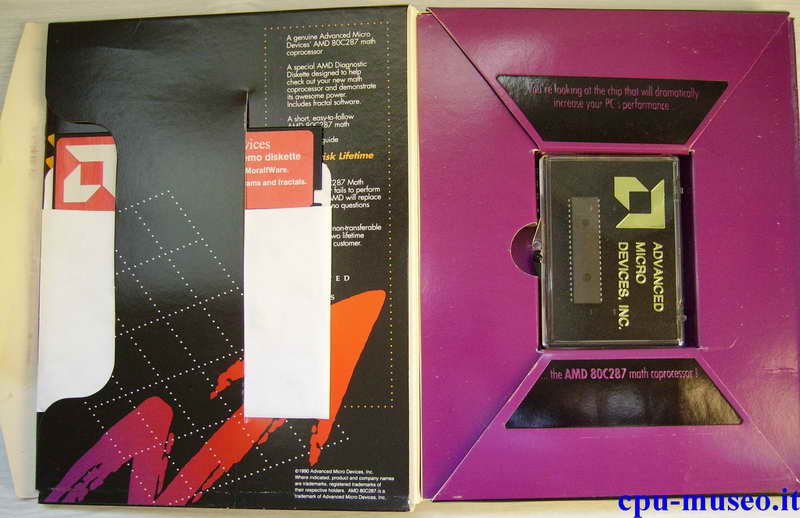 A genuine Advanced Micro
Devices' AMD 80C287 math
coprocessor
A special AMD Diagnostic
Diskette designed to help
check out your new math
coprocessor and demonstrate
its awesome power.
Includes fractal software.
A short, easy-to-follow
AMD 80C287 math
guide
isk Lifetime
287 Math
r fails to perform
AMD will replace
no questions
non-transferable
wo lifetime
customer.
T E D
S
vices
emo diskette
MoralfWare.
ams and fractals.
©1990 Advanced Micro Devices, Inc.
Where indicated, product and company names
are trademarks, registered trademarks of
their respective holders. AMD 80C287 is a
trademark of Advanced Micro Devices, Inc.
You're looking at the chip that will dramatically
increase your PC's performance
ADVANCED
MICRO
DEVICES, INC.
... the AMD 80C287 math coprocessor!
cpu-museo.it